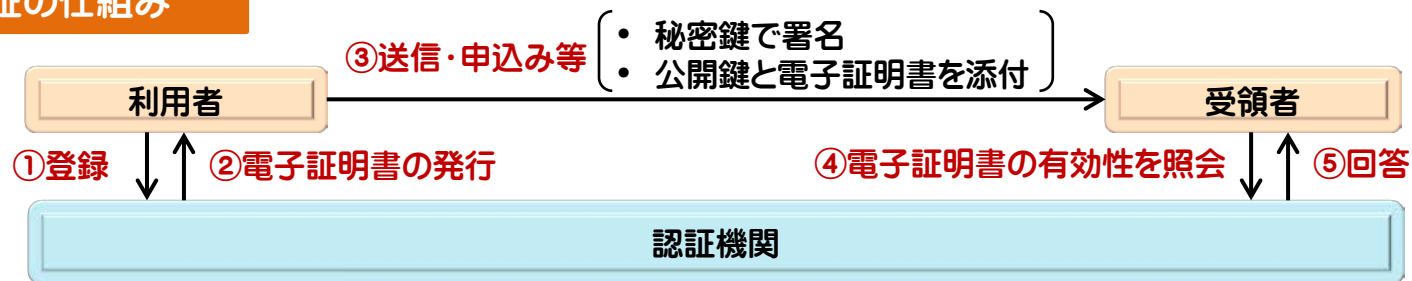 証の仕組み
③送信・申込み等
• 秘密鍵で署名
• 公開鍵と電子証明書を添付
利用者
受領者
①登録
②電子証明書の発行
④電子証明書の有効性を照会
⑤回答
認証機関